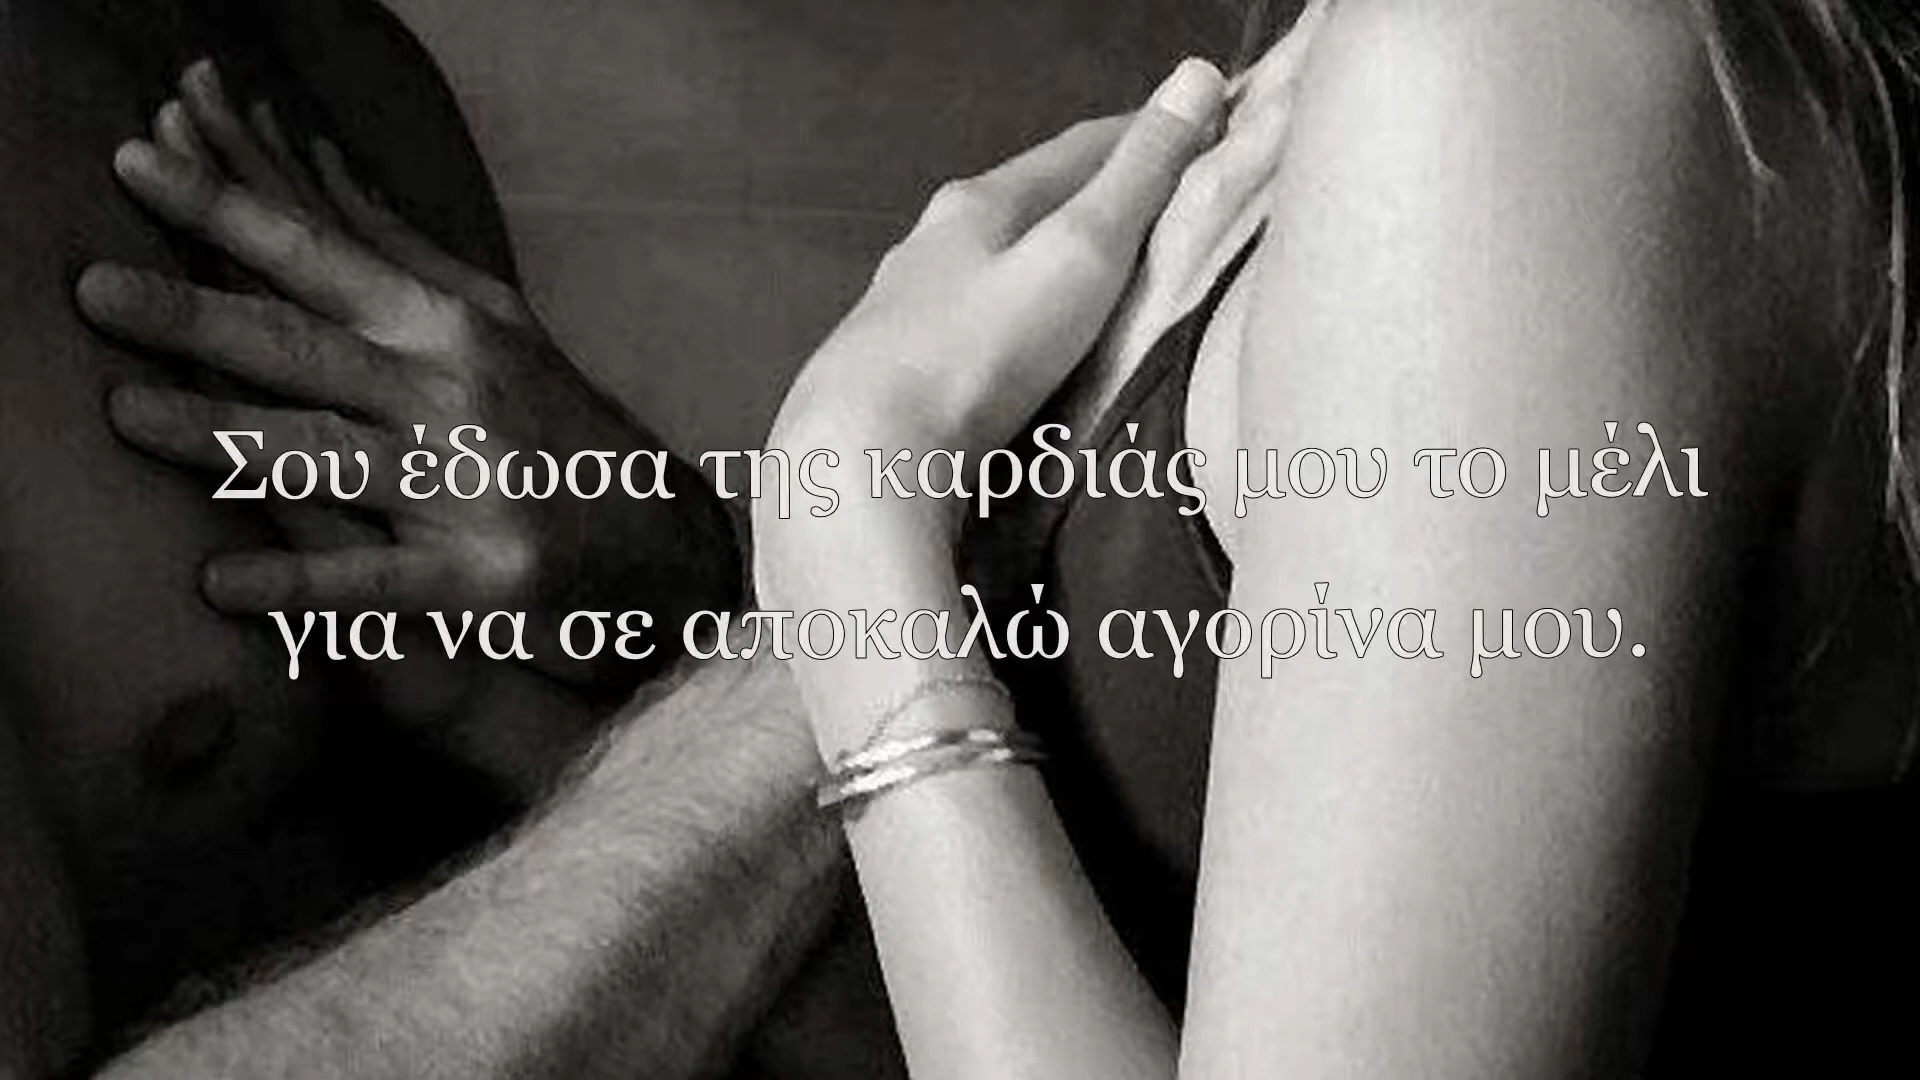 Σου έδωσα της καρδιάς μου το μέλι
για να σε αποκαλώ αγορίνα μου.